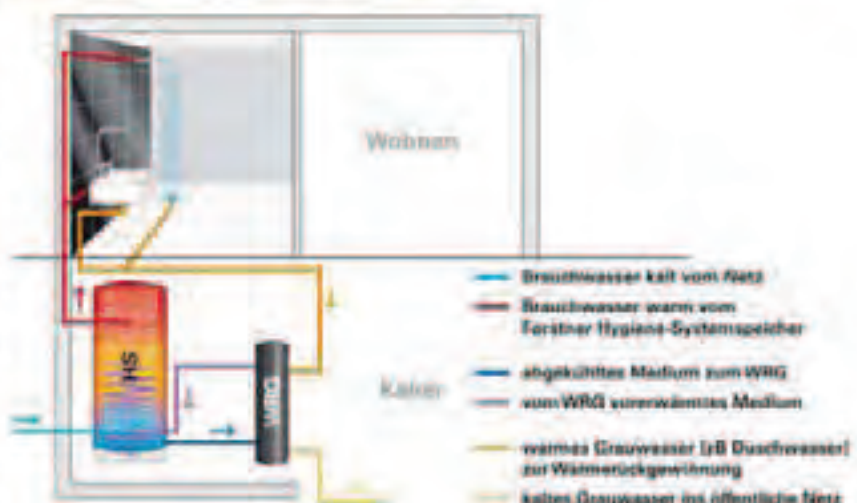 Wohnen
Brauchwasser kalt vom Netz
Brauchwasser warm vom
Forstner Hygiene-Systemspeicher
HS
WRG
Keller
abgekühltes Medium zum WRG
vom WRG vorerwärmtes Medium
warmes Grauwasser (zB Duschwasser)
zur Wärmerückgewinnung
kaltes Grauwasser ins öffentliche Netz